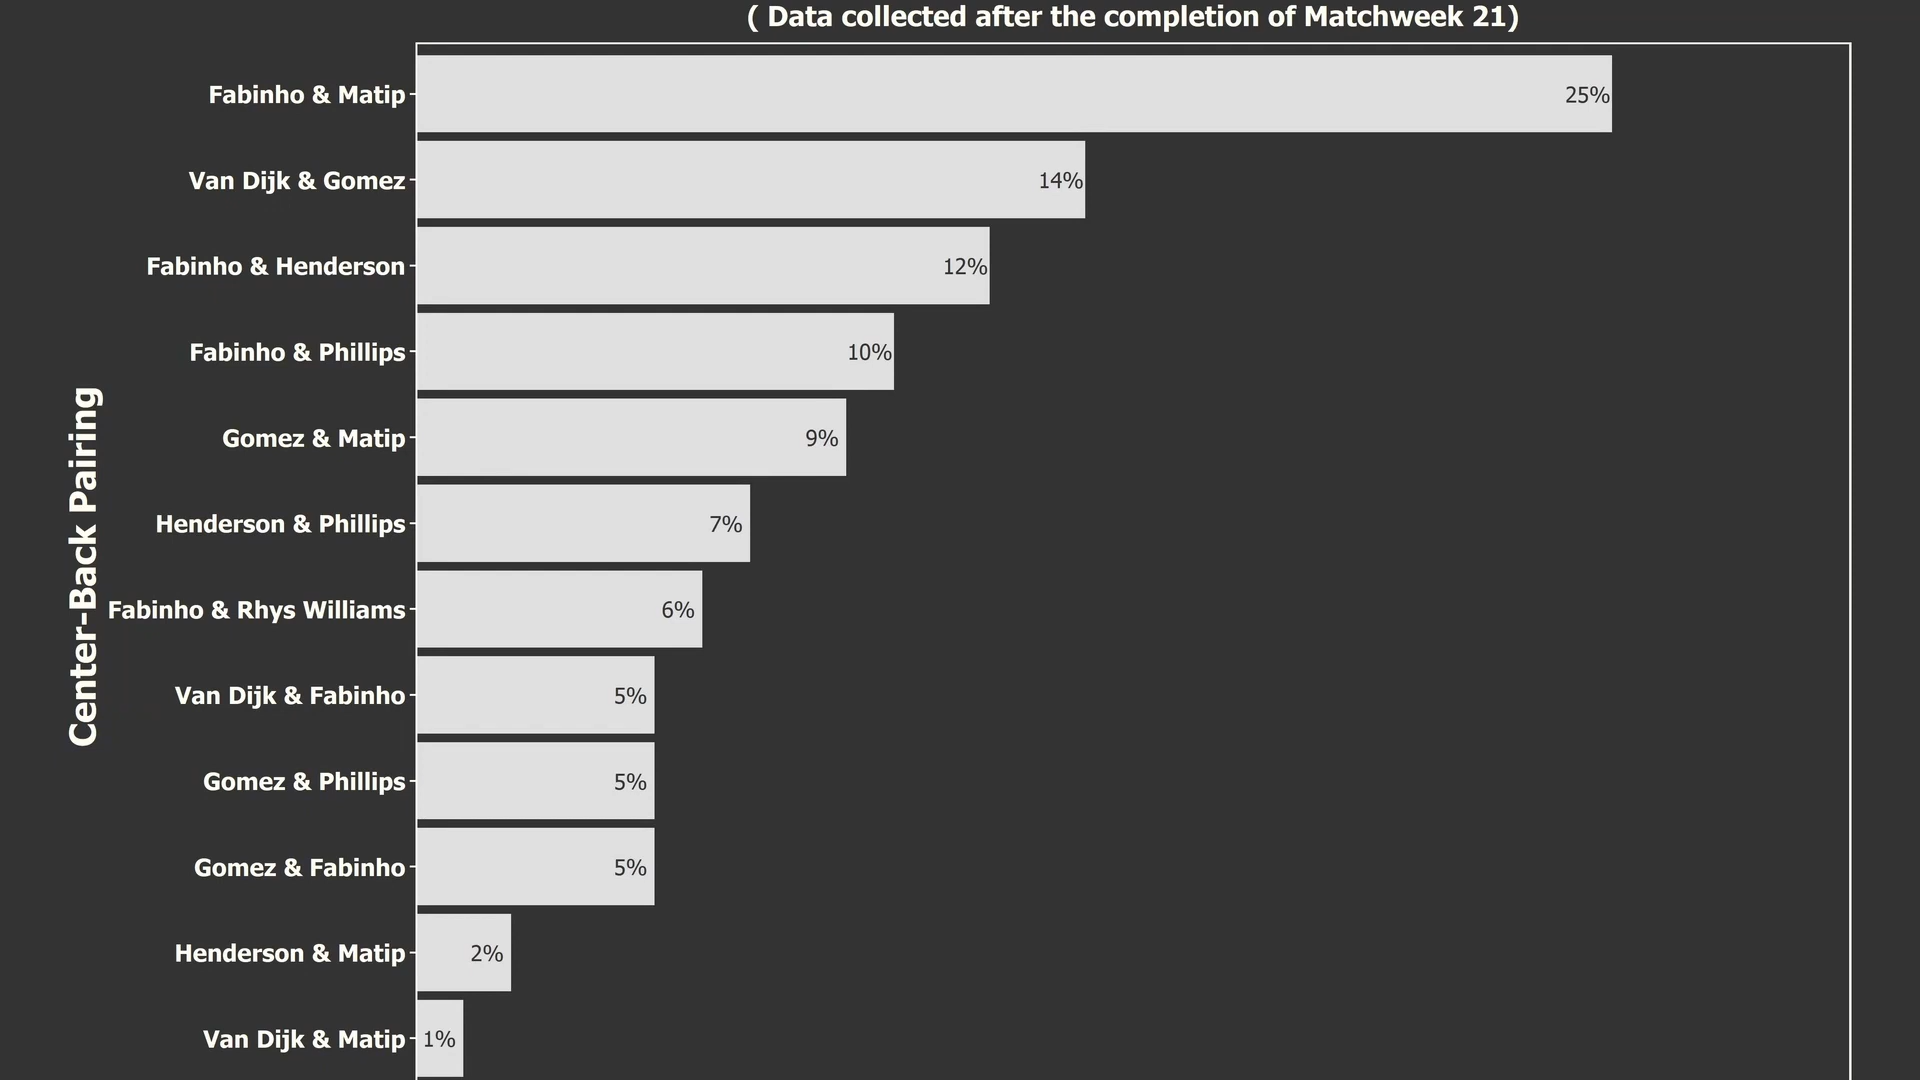 ( Data collected after the completion of Matchweek 21)
Center-Back Pairing
Fabinho & Matip 25%
Van Dijk & Gomez 14%
Fabinho & Henderson 12%
Fabinho & Phillips 10%
Gomez & Matip 9%
Henderson & Phillips 7%
Fabinho & Rhys Williams 6%
Van Dijk & Fabinho 5%
Gomez & Phillips 5%
Gomez & Fabinho 5%
Henderson & Matip 2%
Van Dijk & Matip 1%